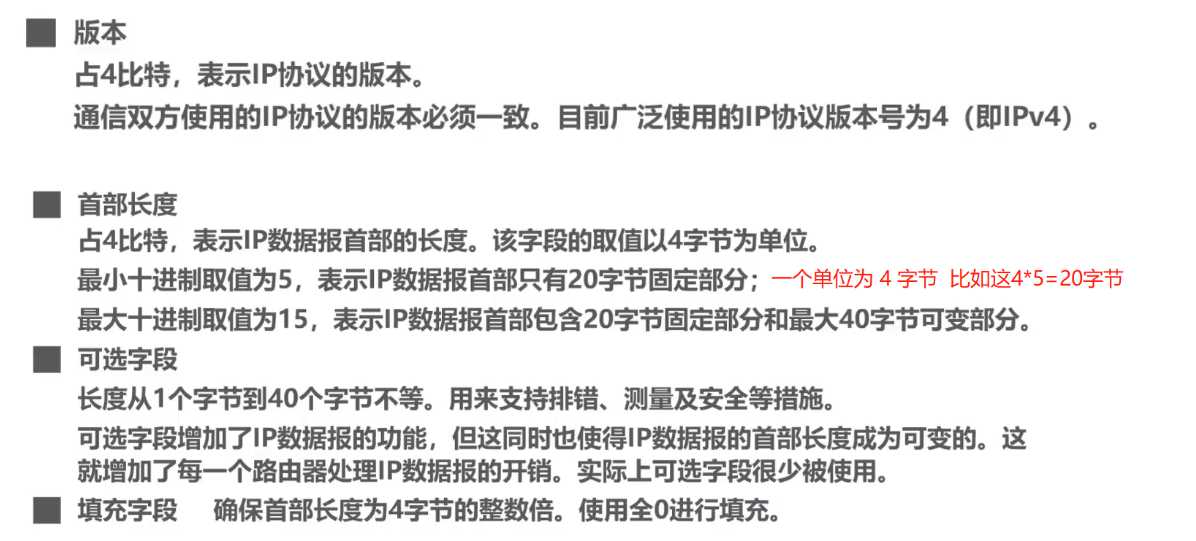 版本
占4比特，表示IP协议的版本。
通信双方使用的IP协议的版本必须一致。目前广泛使用的IP协议版本号为4（即IPv4）。
首部长度
占4比特，表示IP数据报首部的长度。该字段的取值以4字节为单位。
最小十进制取值为5，表示IP数据报首部只有20字节固定部分；一个单位为 4 字节 比如这4*5=20字节
最大十进制取值为15，表示IP数据报首部包含20字节固定部分和最大40字节可变部分。
可选字段
长度从1个字节到40个字节不等。用来支持排错、测量及安全等措施。
可选字段增加了IP数据报的功能，但这同时也使得IP数据报的首部长度成为可变的。这
就增加了每一个路由器处理IP数据报的开销。实际上可选字段很少被使用。
填充字段 确保首部长度为4字节的整数倍。使用全0进行填充。